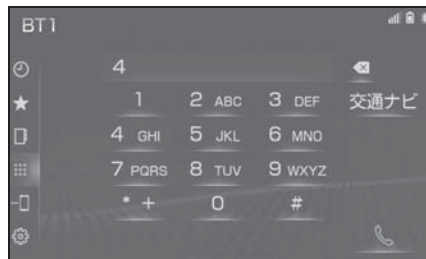 BT1
4
1 2 ABC 3 DEF 交通ナビ
4 GHI 5 JKL 6 MNO
7 PQRS 8 TUV 9 WXYZ
* + 0 #